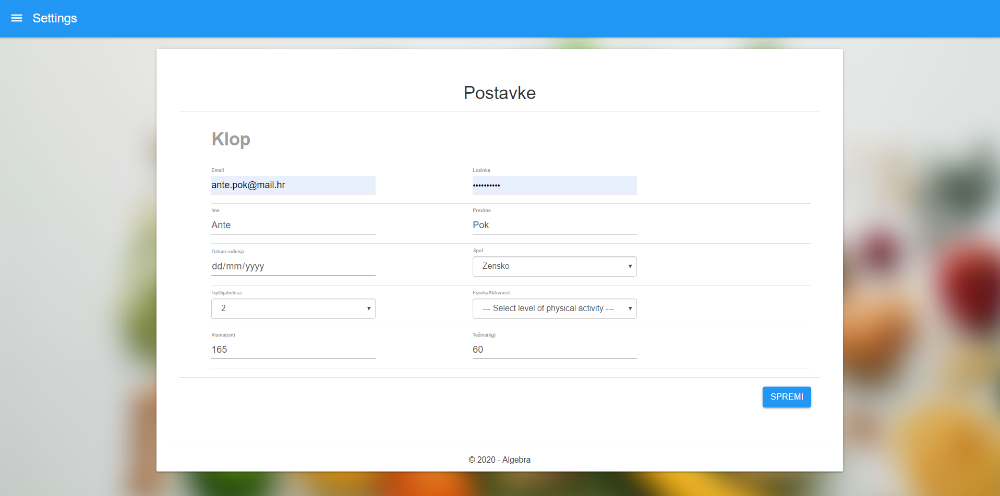 Settings
Postavke
Klop
Email
Lozinka
ante.pok@mail.hr
••••••••••
Ime
Prezime
Ante
Pok
Datum rođenja
Spol
dd/mm/yyyy
Zensko
TipDijabetesa
FizickaAktivnost
2
--- Select level of physical activity ---
Visina(cm)
Težina(kg)
165
60
SPREMI
© 2020 - Algebra